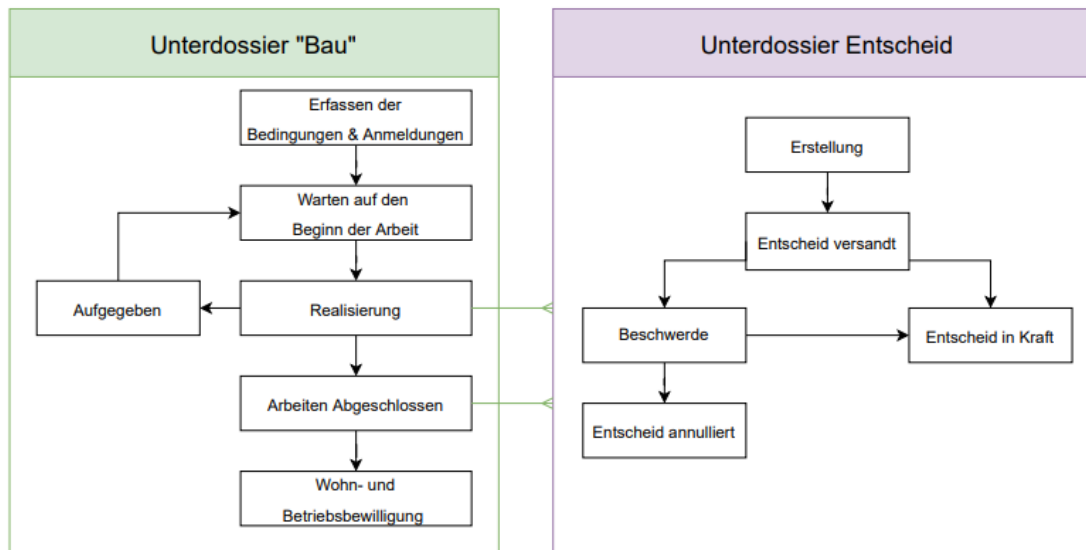 Unterdossier "Bau"
Erfassen der
Bedingungen & Anmeldungen
Warten auf den
Beginn der Arbeit
Aufgegeben
Realisierung
Arbeiten Abgeschlossen
Wohn- und
Betriebsbewilligung
Unterdossier Entscheid
Erstellung
Entscheid versandt
Beschwerde
Entscheid in Kraft
Entscheid annulliert